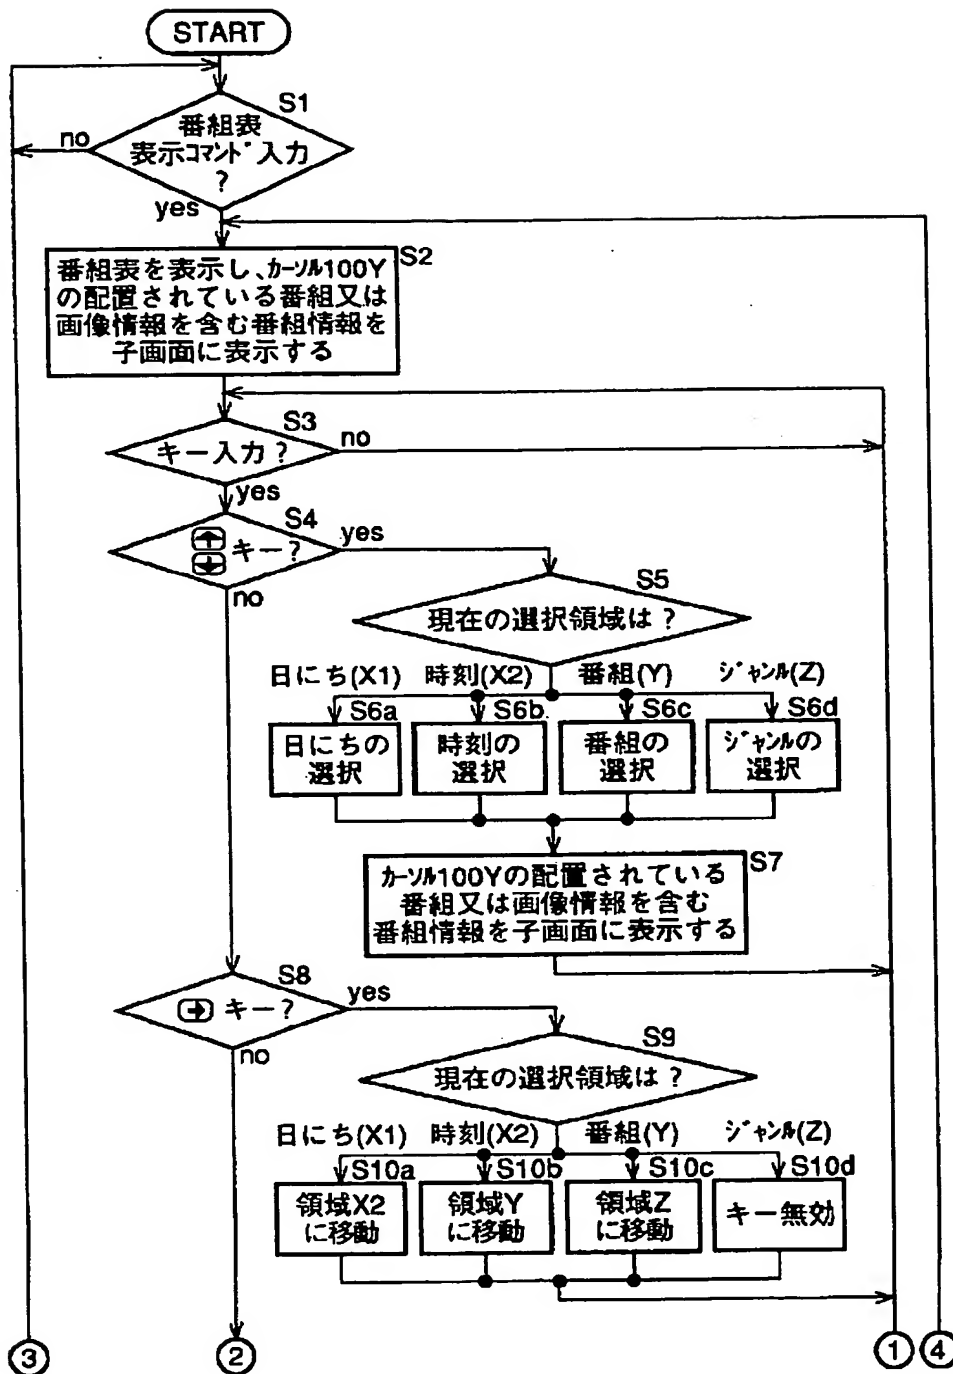 START
S1
番組表
表示コマンド入力
?
no
yes
S2
番組表を表示し、カーソル100Y
の配置されている番組又は
画像情報を含む番組情報を
子画面に表示する
S3
キー入力?
no
yes
S4
↑
↓
キー?
yes
no
S5
現在の選択領域は?
日にち(X1) 時刻(X2) 番組(Y) ジャンル(Z)
S6a S6b S6c S6d
日にちの
選択
時刻の
選択
番組の
選択
ジャンルの
選択
S7
カーソル100Yの配置されている
番組又は画像情報を含む
番組情報を子画面に表示する
S8
→ キー?
yes
no
S9
現在の選択領域は?
日にち(X1) 時刻(X2) 番組(Y) ジャンル(Z)
S10a S10b S10c S10d
領域X2
に移動
領域Y
に移動
領域Z
に移動
キー無効
3 2 1 4